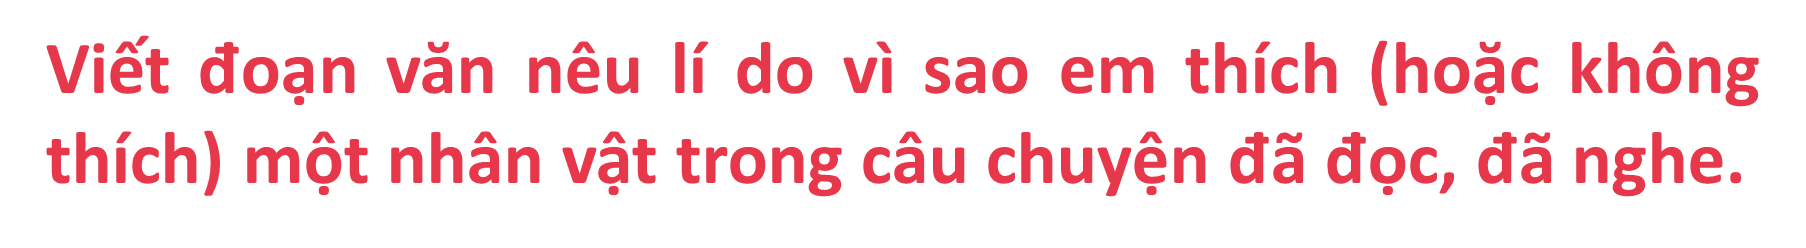 Viết đoạn văn nêu lí do vì sao em thích (hoặc không
thích) một nhân vật trong câu chuyện đã đọc, đã nghe.